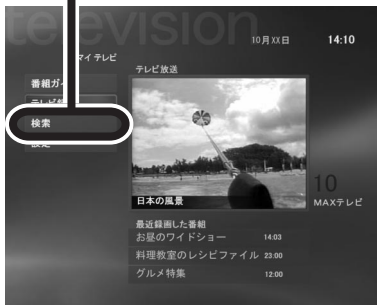 television
10月XX日 14:10
マイ テレビ
テレビ放送
番組ガ
検索
設定
日本の風景
10
MAXテレビ
最近録画した番組
お昼のワイドショー 14:03
料理教室のレシピファイル 23:00
グルメ特集 12:00